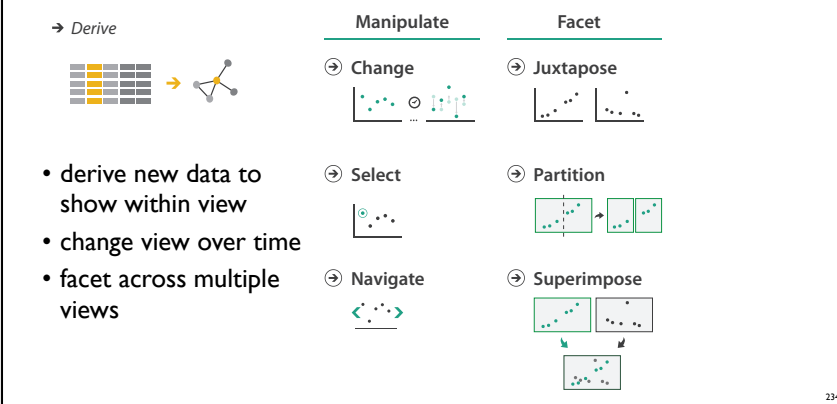 → Derive
Manipulate
Facet
Change
Juxtapose
...
• derive new data to
show within view
• change view over time
• facet across multiple
views
Select
Partition
Navigate
Superimpose